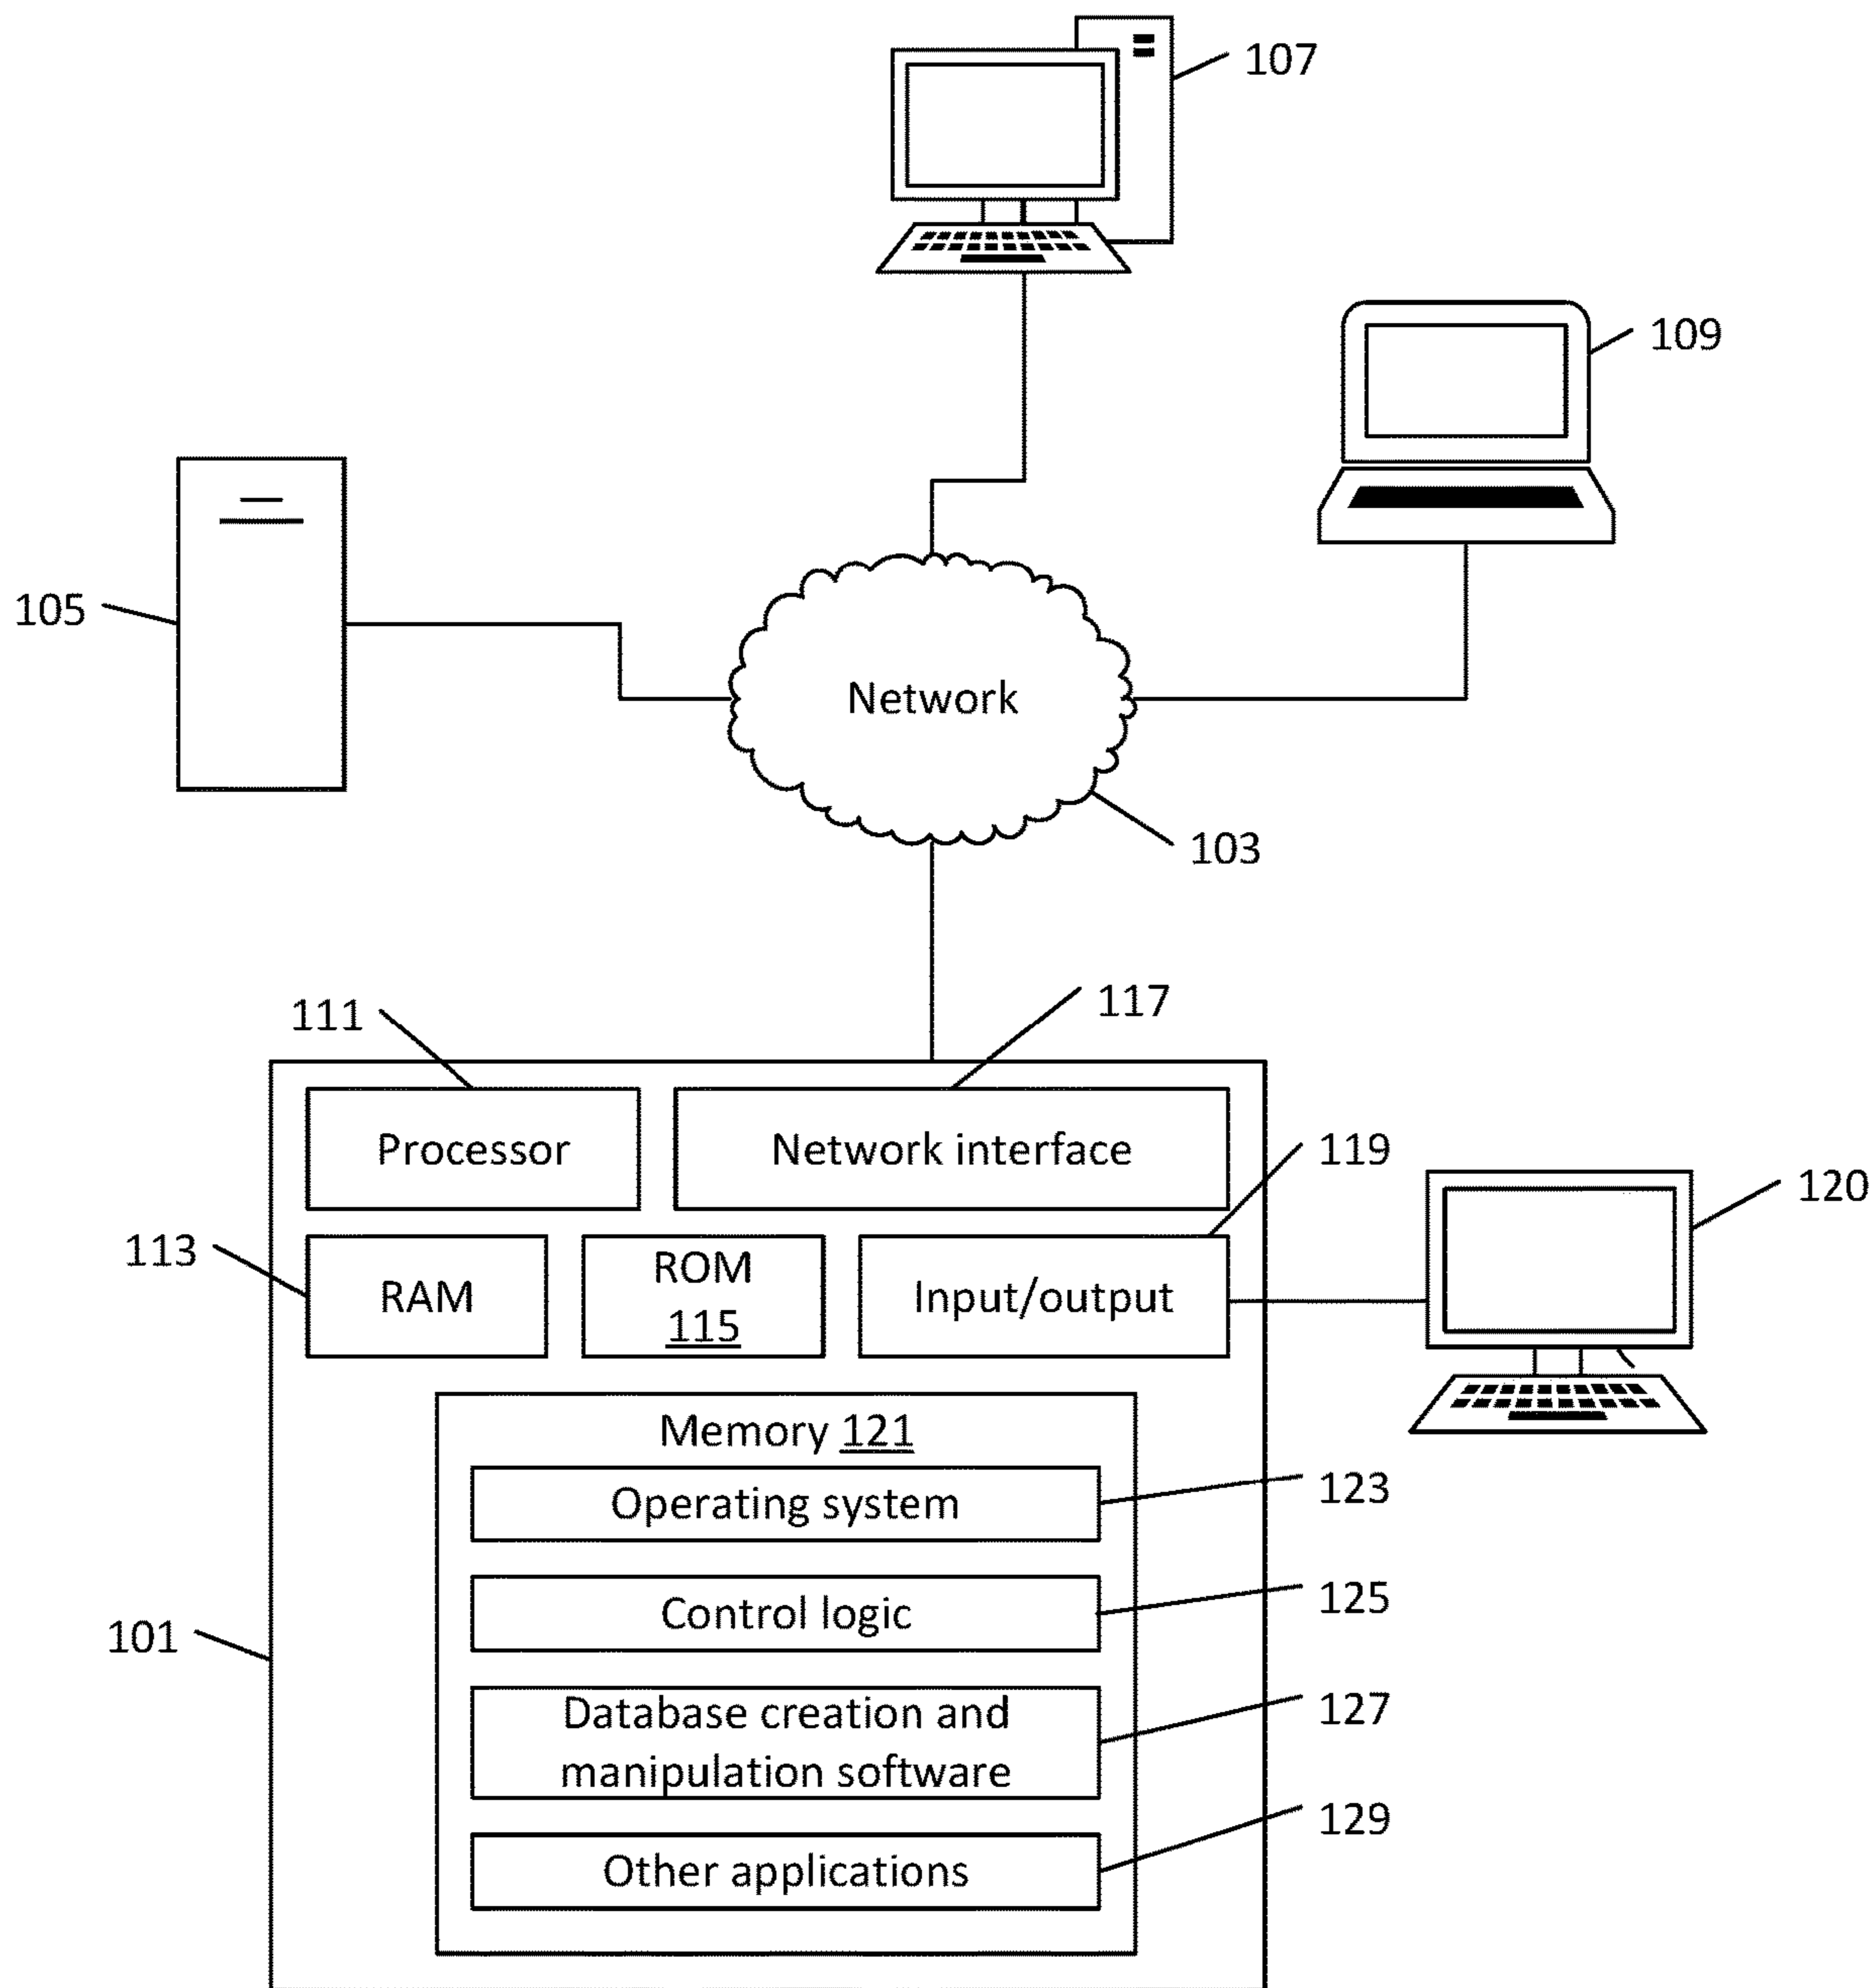 107
109
105
Network
103
111
117
Processor
Network interface
119
120
113
RAM
ROM
115
Input/output
Memory 121
Operating system
123
Control logic
125
101
Database creation and
manipulation software
127
Other applications
129